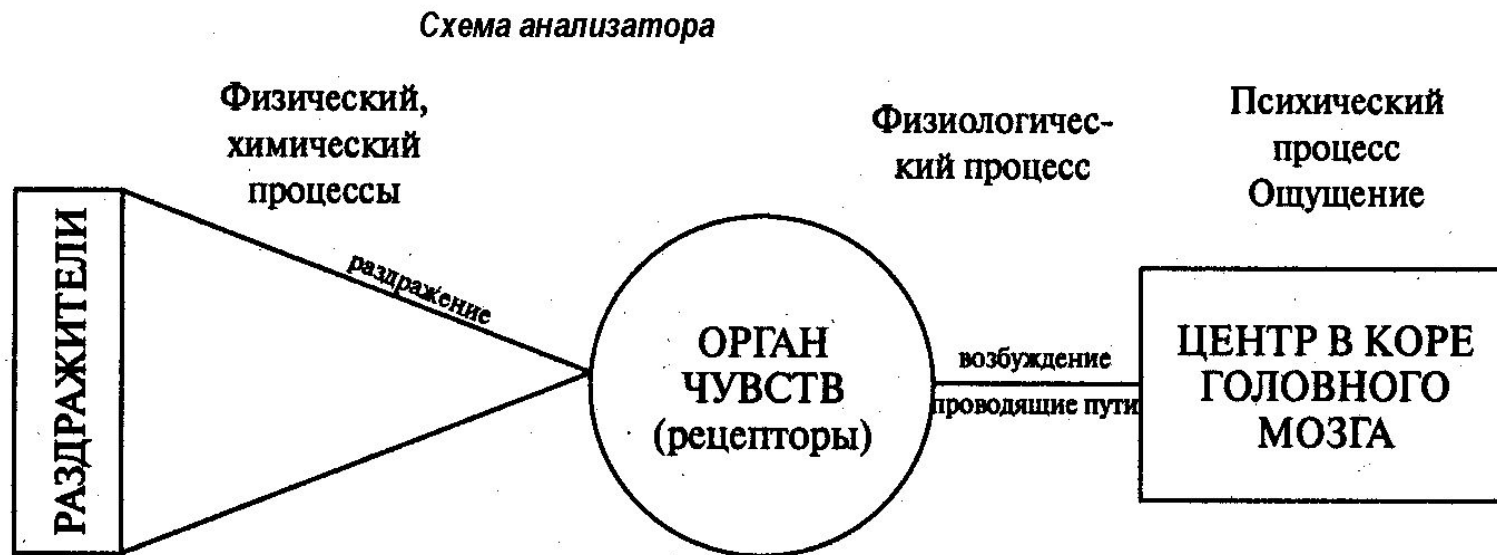 Схема анализатора
Физический,
химический
процессы
Физиологичес-
кий процесс
Психический
процесс
Ощущение
РАЗДРАЖИТЕЛИ
раздражение
ОРГАН
ЧУВСТВ
(рецепторы)
возбуждение
проводящие пути
ЦЕНТР В КОРЕ
ГОЛОВНОГО
МОЗГА